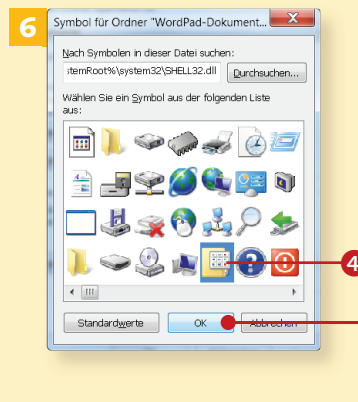 6
Symbol für Ordner "WordPad-Dokument...
Nach Symbolen in dieser Datei suchen:
:temRoot%\system32\SHELL32.dll
Durchsuchen...
Wählen Sie ein Symbol aus der folgenden Liste
aus:
4
Standardwerte
OK
Abbrechen